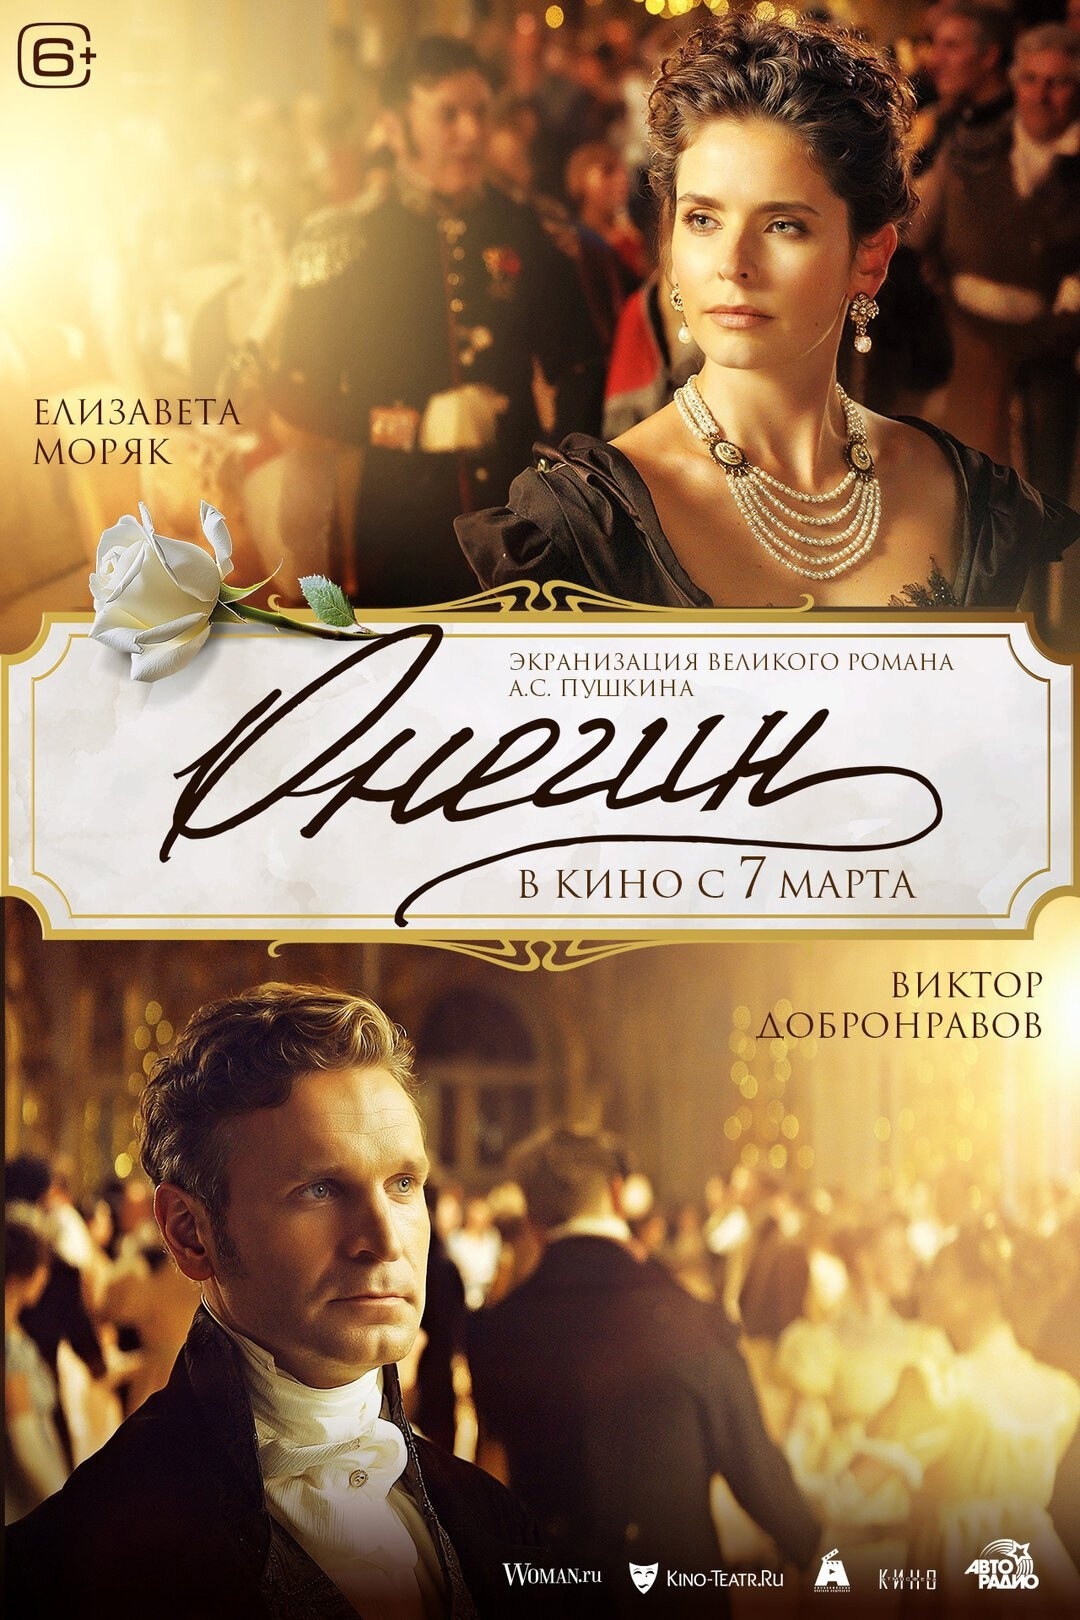 6+
ЕЛИЗАВЕТА
МОРЯК
ЭКРАНИЗАЦИЯ ВЕЛИКОГО РОМАНА
А.С. ПУШКИНА
Онегин
В КИНО С 7 МАРТА
ВИКТОР
ДОБРОНРАВОВ
WOMAN.ru
KINO-TEATR.RU
КИНО
АВТО
РАДИО